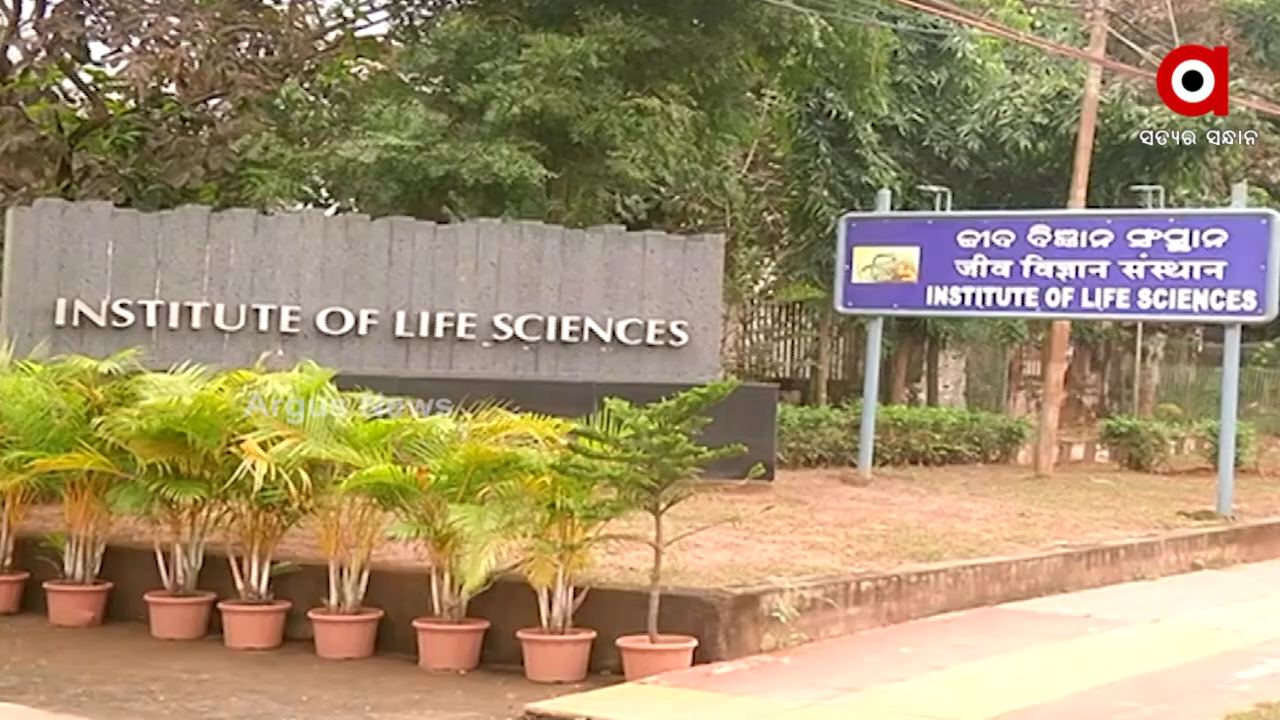 ସତ୍ୟର ସନ୍ଧାନ
ଜୀବ ବିଜ୍ଞାନ ସଂସ୍ଥାନ
जीव विज्ञान संस्थान
INSTITUTE OF LIFE SCIENCES
INSTITUTE OF LIFE SCIENCES
Argus News